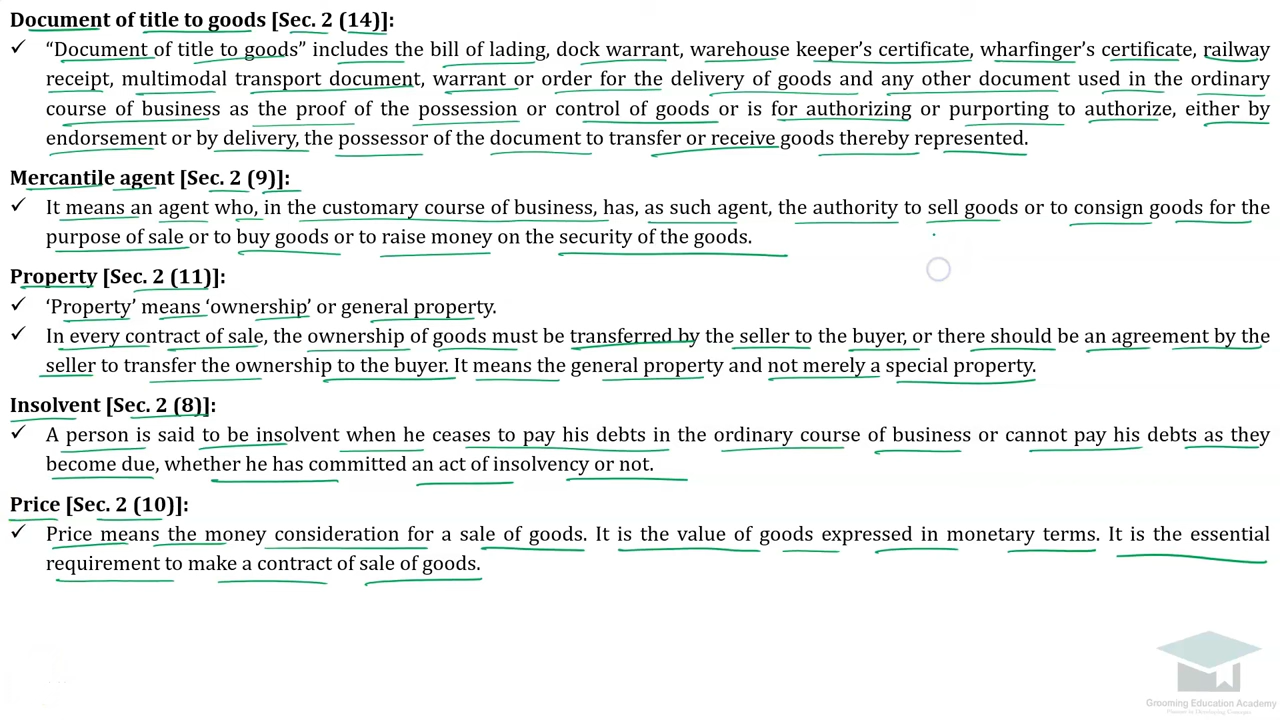 Document of title to goods [Sec. 2 (14)]:
✓ “Document of title to goods” includes the bill of lading, dock warrant, warehouse keeper’s certificate, wharfinger’s certificate, railway
receipt, multimodal transport document, warrant or order for the delivery of goods and any other document used in the ordinary
course of business as the proof of the possession or control of goods or is for authorizing or purporting to authorize, either by
endorsement or by delivery, the possessor of the document to transfer or receive goods thereby represented.
Mercantile agent [Sec. 2 (9)]:
✓ It means an agent who, in the customary course of business, has, as such agent, the authority to sell goods or to consign goods for the
purpose of sale or to buy goods or to raise money on the security of the goods.
Property [Sec. 2 (11)]:
✓ ‘Property’ means ‘ownership’ or general property.
✓ In every contract of sale, the ownership of goods must be transferred by the seller to the buyer, or there should be an agreement by the
seller to transfer the ownership to the buyer. It means the general property and not merely a special property.
Insolvent [Sec. 2 (8)]:
✓ A person is said to be insolvent when he ceases to pay his debts in the ordinary course of business or cannot pay his debts as they
become due, whether he has committed an act of insolvency or not.
Price [Sec. 2 (10)]:
✓ Price means the money consideration for a sale of goods. It is the value of goods expressed in monetary terms. It is the essential
requirement to make a contract of sale of goods.
Grooming Education Academy
Pioneer in Developing Concepts